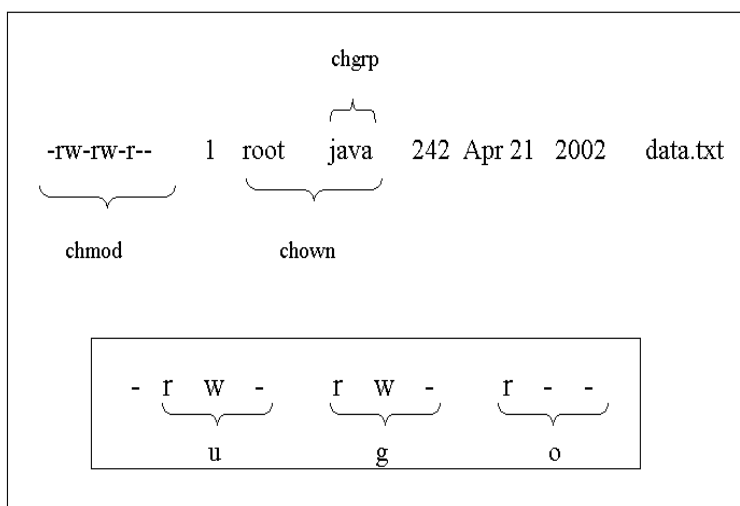 chgrp
-rw-rw-r-- 1 root java 242 Apr 21 2002 data.txt
chmod chown
- r w - r w - r - -
u g o